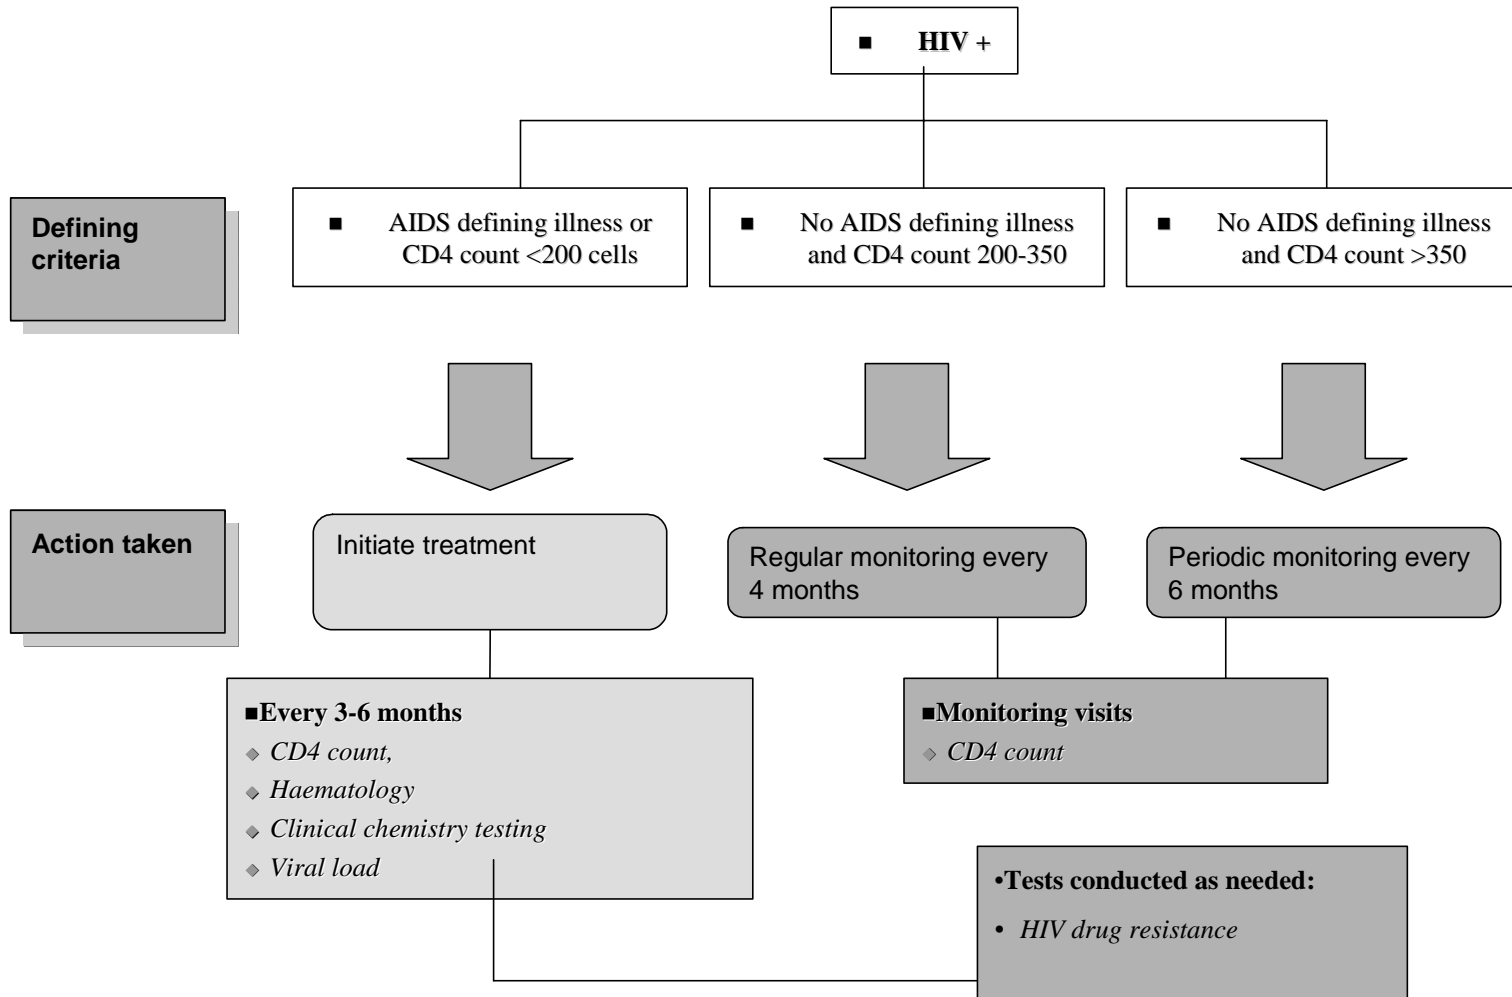 ■ HIV +
Defining
criteria
■ AIDS defining illness or
CD4 count <200 cells
■ No AIDS defining illness
and CD4 count 200-350
■ No AIDS defining illness
and CD4 count >350
Action taken
Initiate treatment
Regular monitoring every
4 months
Periodic monitoring every
6 months
■Every 3-6 months
◆ CD4 count,
◆ Haematology
◆ Clinical chemistry testing
◆ Viral load
■Monitoring visits
◆ CD4 count
•Tests conducted as needed:
• HIV drug resistance